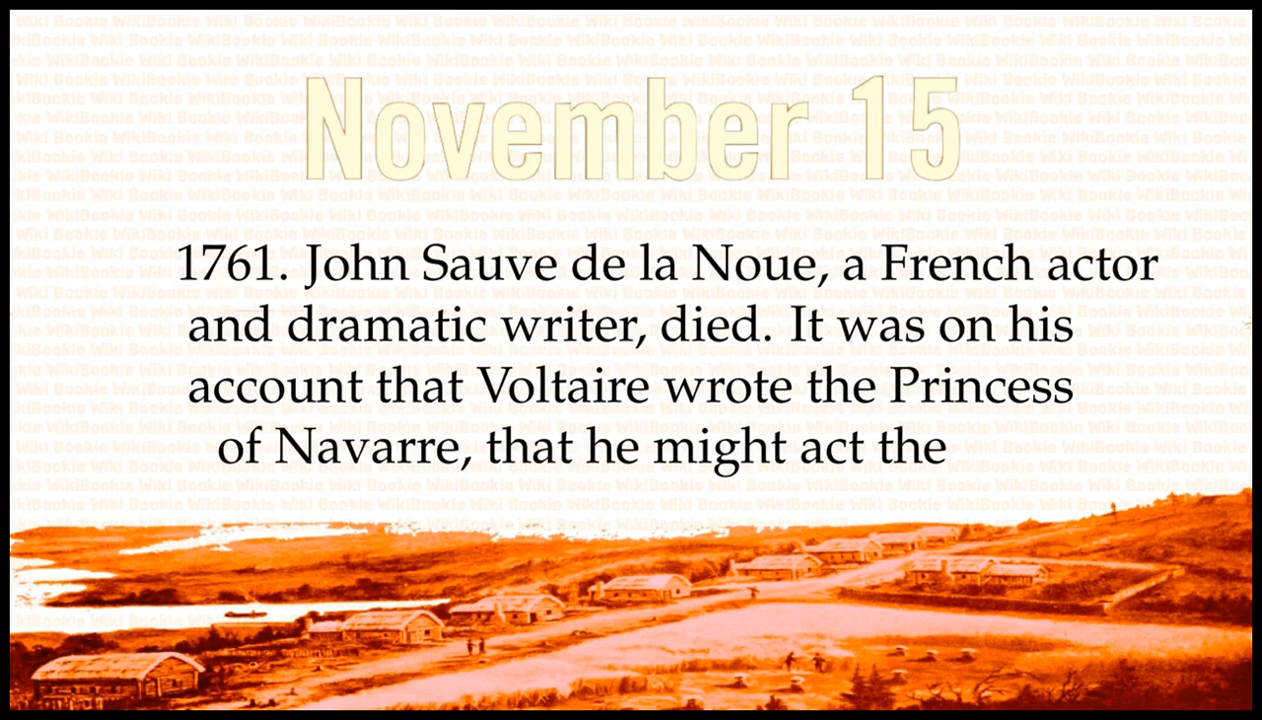 November 15
1761. John Sauve de la Noue, a French actor
and dramatic writer, died. It was on his
account that Voltaire wrote the Princess
of Navarre, that he might act the